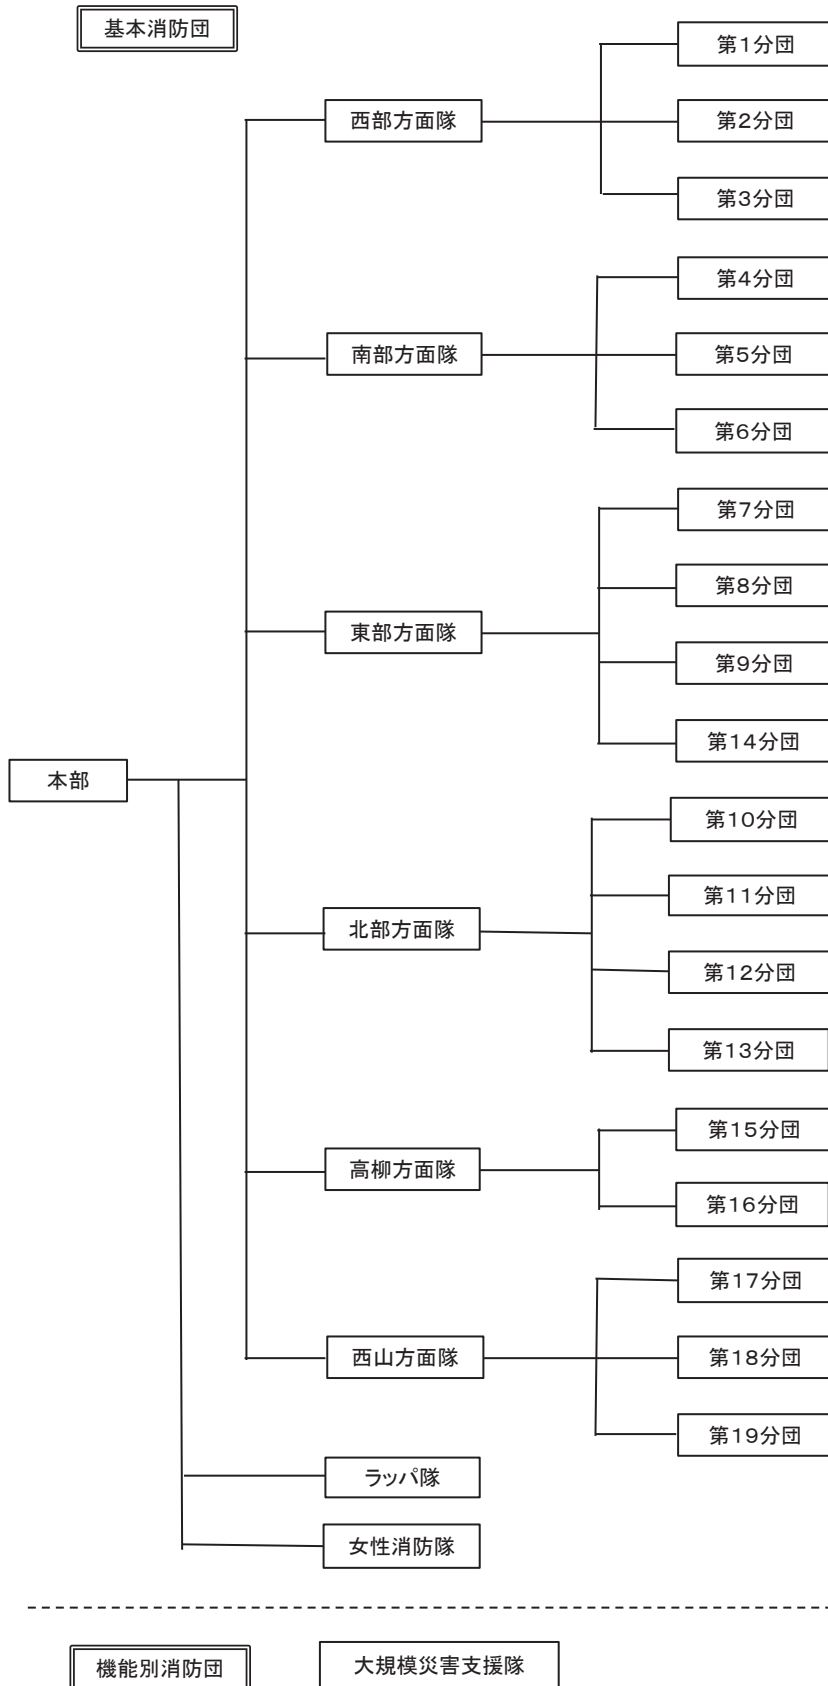 基本消防団
第1分団
西部方面隊
第2分団
第3分団
第4分団
南部方面隊
第5分団
第6分団
第7分団
第8分団
東部方面隊
第9分団
第14分団
本部
第10分団
第11分団
北部方面隊
第12分団
第13分団
第15分団
高柳方面隊
第16分団
第17分団
西山方面隊
第18分団
第19分団
ラッパ隊
女性消防隊
機能別消防団
大規模災害支援隊